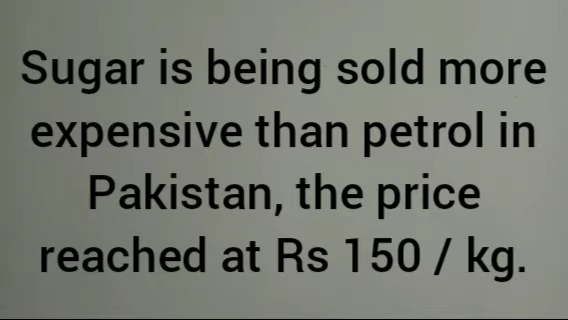 Sugar is being sold more
expensive than petrol in
Pakistan, the price
reached at Rs 150 / kg.